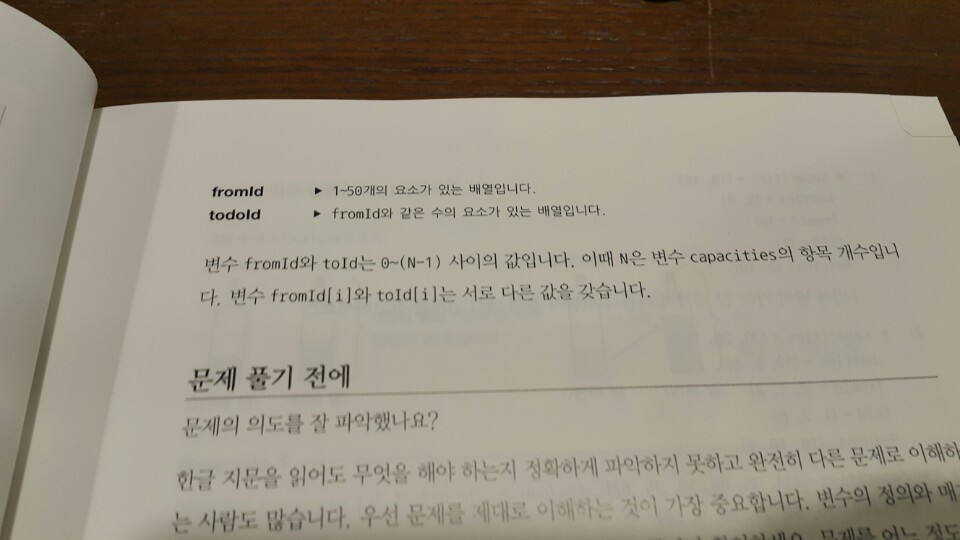 fromId ▶ 1~50개의 요소가 있는 배열입니다.
todoId ▶ fromId와 같은 수의 요소가 있는 배열입니다.
변수 fromId와 toId는 0~(N-1) 사이의 값입니다. 이때 N은 변수 capacities의 항목 개수입니
다. 변수 fromId[i]와 toId[i]는 서로 다른 값을 갖습니다.
문제 풀기 전에
문제의 의도를 잘 파악했나요?
한글 지문을 읽어도 무엇을 해야 하는지 정확하게 파악하지 못하고 완전히 다른 문제로 이해하
는 사람도 많습니다. 우선 문제를 제대로 이해하는 것이 가장 중요합니다. 변수의 정의와
문제를 어느 정도